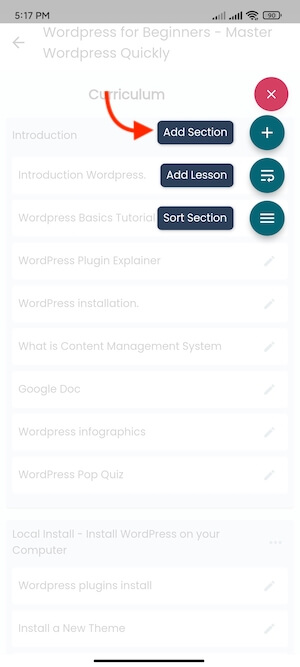 5:17 PM
90
Wordpress for Beginners - Master
Wordpress Quickly
Curriculum
Introduction
Add Section
Introduction Wordpress.
Add Lesson
Wordpress Basics Tutorial
Sort Section
WordPress Plugin Explainer
WordPress installation.
What is Content Management System
Google Doc
Wordpress infographics
WordPress Pop Quiz
Local Install - Install WordPress on your
Computer
Wordpress plugins install
Install a New Theme